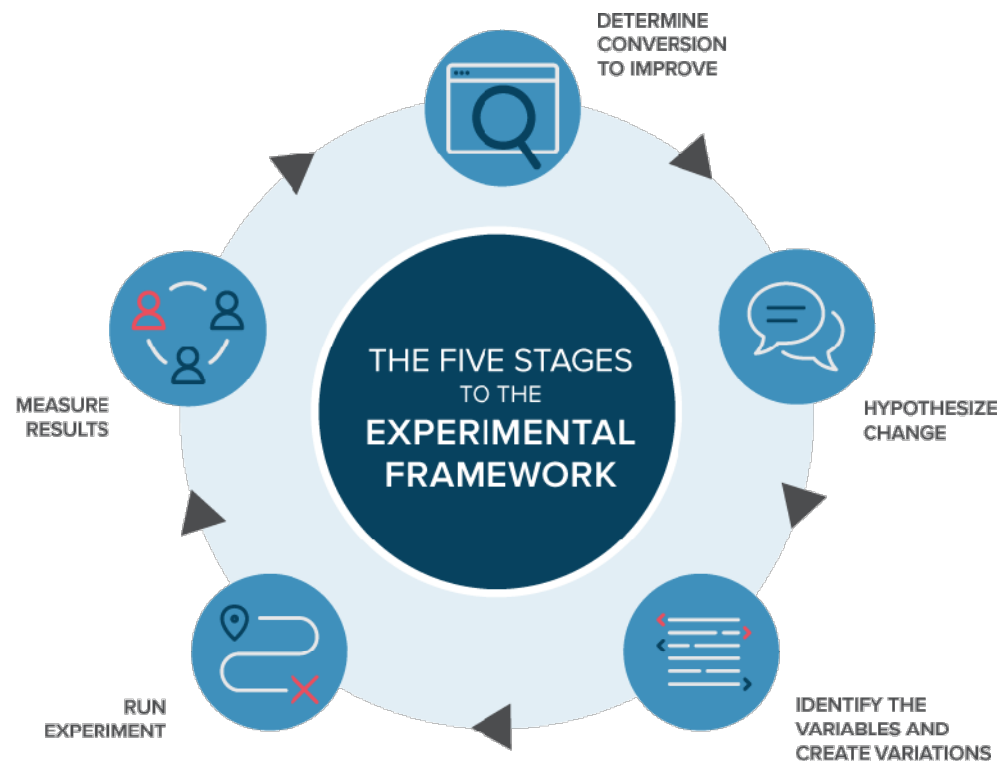 DETERMINE
CONVERSION
TO IMPROVE
HYPOTHESIZE
CHANGE
IDENTIFY THE
VARIABLES AND
CREATE VARIATIONS
RUN
EXPERIMENT
MEASURE
RESULTS
THE FIVE STAGES
TO THE
EXPERIMENTAL
FRAMEWORK